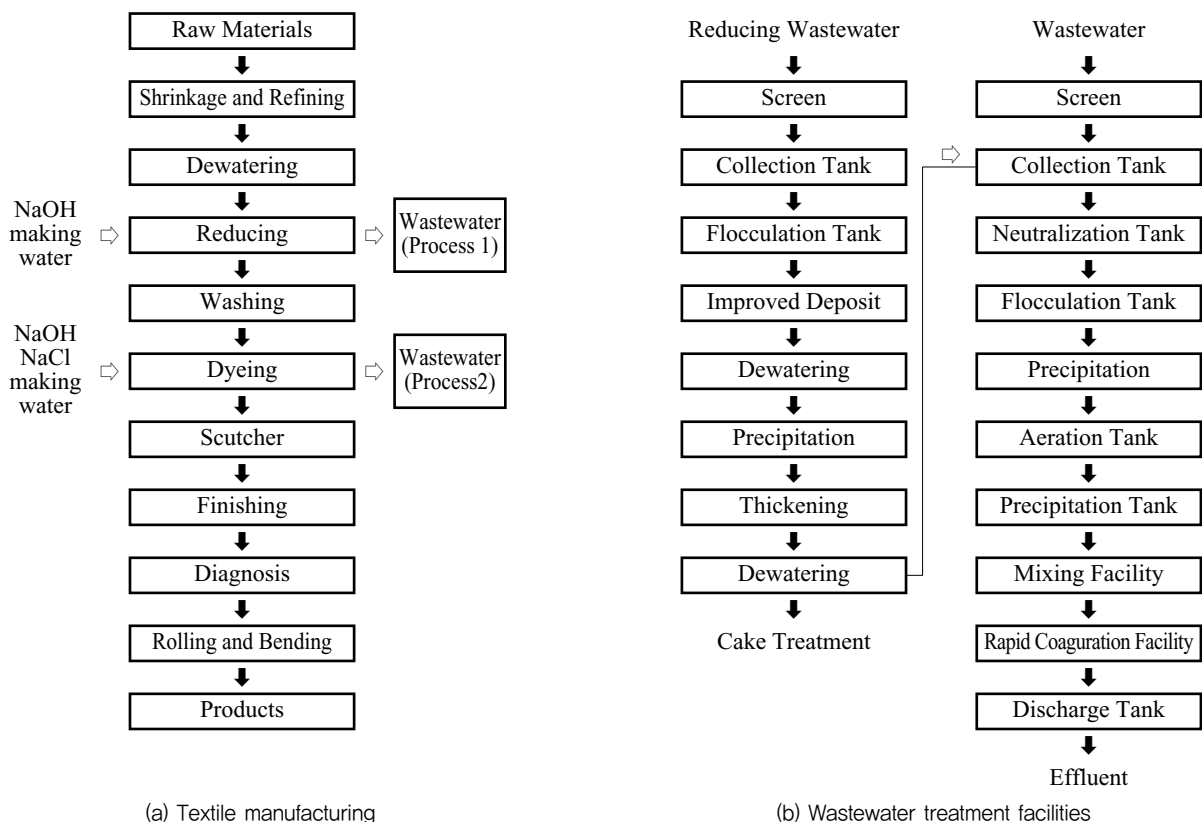 Raw Materials
Shrinkage and Refining
Dewatering
NaOH
making
water
Reducing
Wastewater
(Process 1)
Washing
NaOH
NaCl
making
water
Dyeing
Wastewater
(Process2)
Scutcher
Finishing
Diagnosis
Rolling and Bending
Products
(a) Textile manufacturing
Reducing Wastewater
Screen
Collection Tank
Flocculation Tank
Improved Deposit
Dewatering
Precipitation
Thickening
Dewatering
Cake Treatment
Wastewater
Screen
Collection Tank
Neutralization Tank
Flocculation Tank
Precipitation
Aeration Tank
Precipitation Tank
Mixing Facility
Rapid Coaguration Facility
Discharge Tank
Effluent
(b) Wastewater treatment facilities